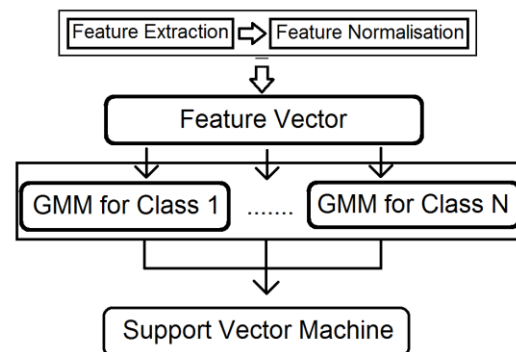 Feature Extraction Feature Normalisation
Feature Vector
GMM for Class 1 ....... GMM for Class N
Support Vector Machine